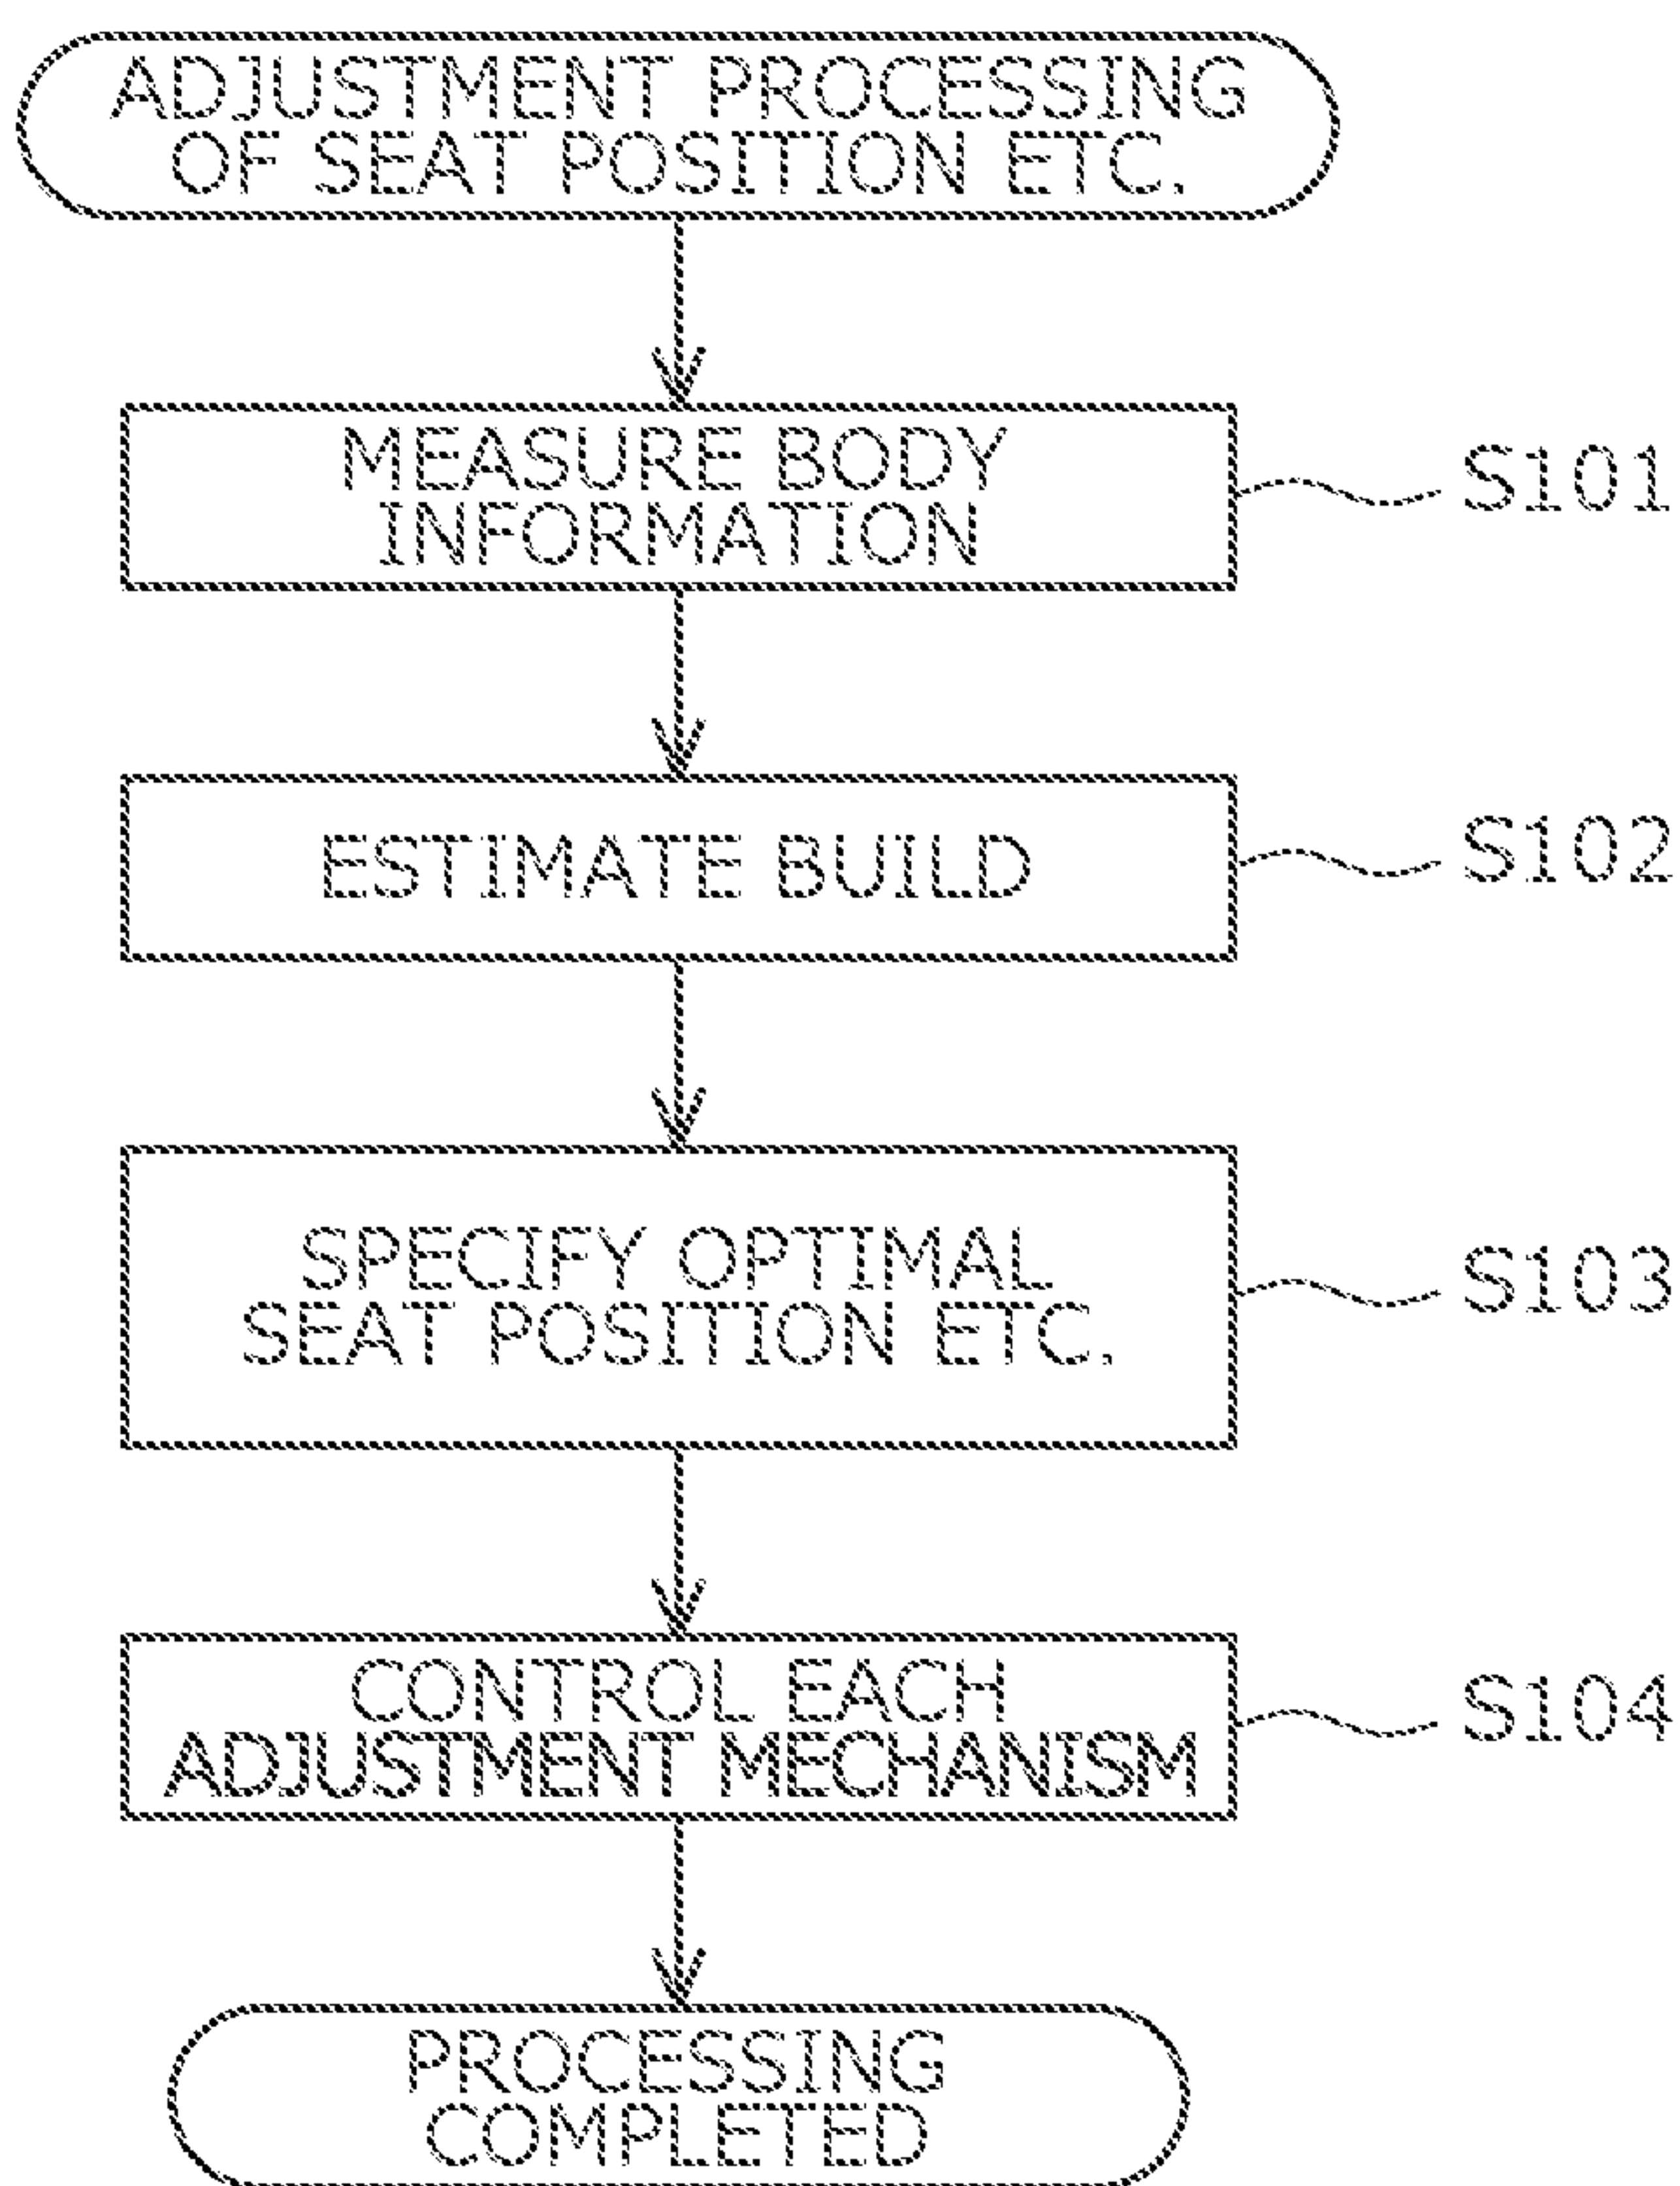 ADJUSTMENT PROCESSING
OF SEAT POSITION ETC.
MEASURE BODY
INFORMATION
S101
ESTIMATE BUILD
S102
SPECIFY OPTIMAL
SEAT POSITION ETC.
S103
CONTROL EACH
ADJUSTMENT MECHANISM
S104
PROCESSING
COMPLETED